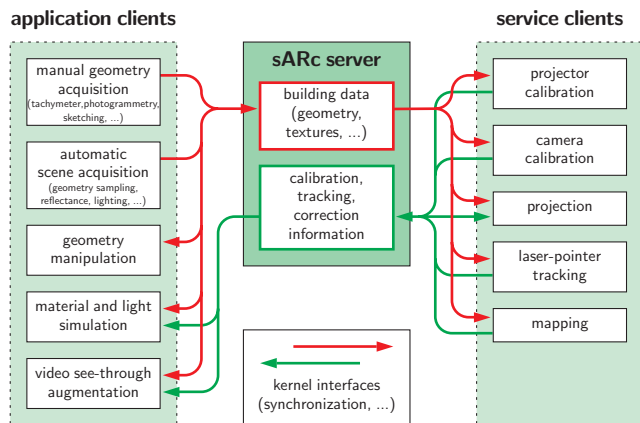 application clients
manual geometry
acquisition
(tachymeter,photogrammetry,
sketching, ...)
automatic
scene acquisition
(geometry sampling,
reflectance, lighting, ...)
geometry
manipulation
material and light
simulation
video see-through
augmentation
sARc server
building data
(geometry,
textures, ...)
calibration,
tracking,
correction
information
kernel interfaces
(synchronization, ...)
service clients
projector
calibration
camera
calibration
projection
laser-pointer
tracking
mapping